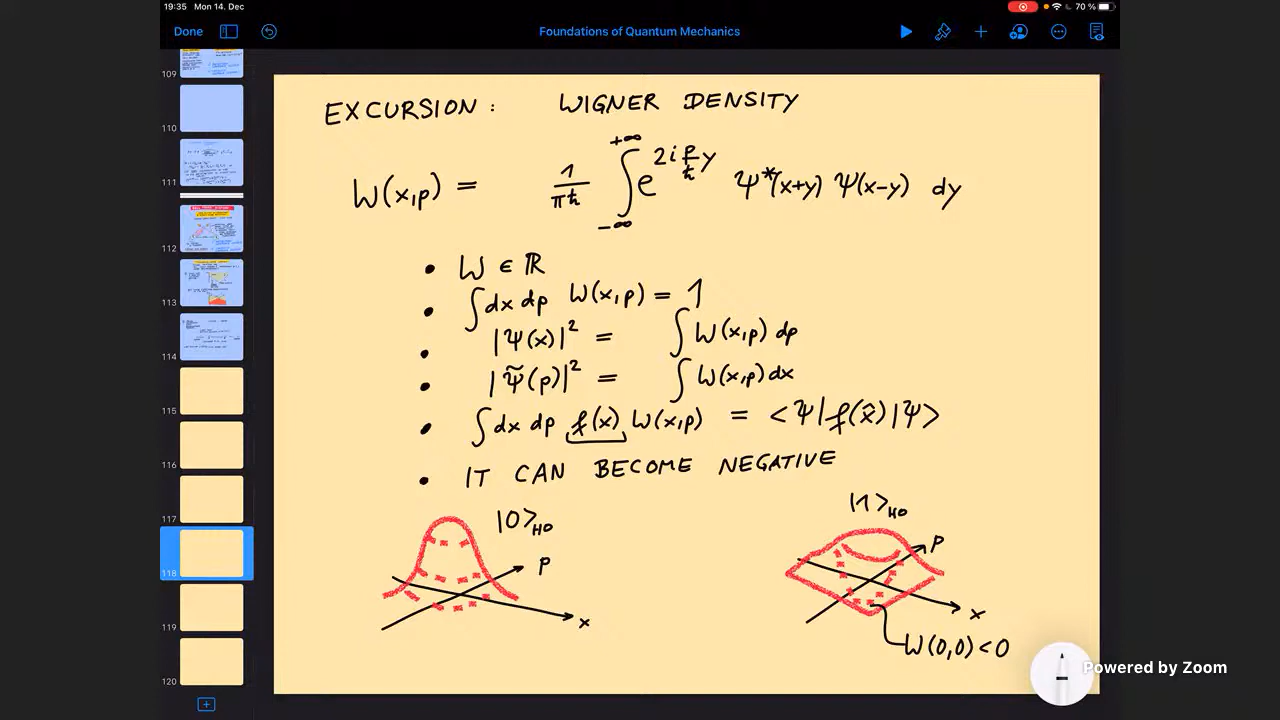 19:35 Mon 14. Dec
70 %
Done
Foundations of Quantum Mechanics
109
110
111
112
113
114
115
116
117
118
119
120
EXCURSION: WIGNER DENSITY
W(x,p) = 1/πħ ∫_{-∞}^{+∞} e^{2i p/ħ y} Ψ*(x+y) Ψ(x-y) dy
• W ∈ ℝ
• ∫dx dp W(x,p) = 1
• |Ψ(x)|² = ∫W(x,p) dp
• |Ψ̃(p)|² = ∫W(x,p) dx
• ∫dx dp f(x) W(x,p) = <Ψ|f(x̂)|Ψ>
• IT CAN BECOME NEGATIVE
|0>_HO
p
x
|1>_HO
p
x
W(0,0)<0
Powered by Zoom